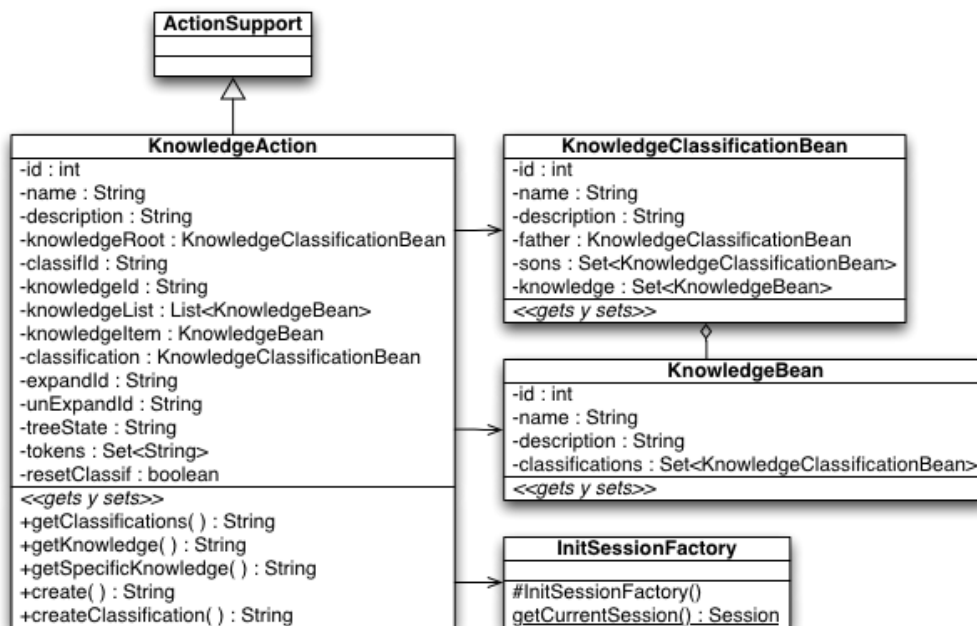 ActionSupport
KnowledgeAction
-id : int
-name : String
-description : String
-knowledgeRoot : KnowledgeClassificationBean
-classifId : String
-knowledgeId : String
-knowledgeList : List<KnowledgeBean>
-knowledgeItem : KnowledgeBean
-classification : KnowledgeClassificationBean
-expandId : String
-unExpandId : String
-treeState : String
-tokens : Set<String>
-resetClassif : boolean
<<gets y sets>>
+getClassifications( ) : String
+getKnowledge( ) : String
+getSpecificKnowledge( ) : String
+create( ) : String
+createClassification( ) : String
KnowledgeClassificationBean
-id : int
-name : String
-description : String
-father : KnowledgeClassificationBean
-sons : Set<KnowledgeClassificationBean>
-knowledge : Set<KnowledgeBean>
<<gets y sets>>
KnowledgeBean
-id : int
-name : String
-description : String
-classifications : Set<KnowledgeClassificationBean>
<<gets y sets>>
InitSessionFactory
#InitSessionFactory()
getCurrentSession() : Session